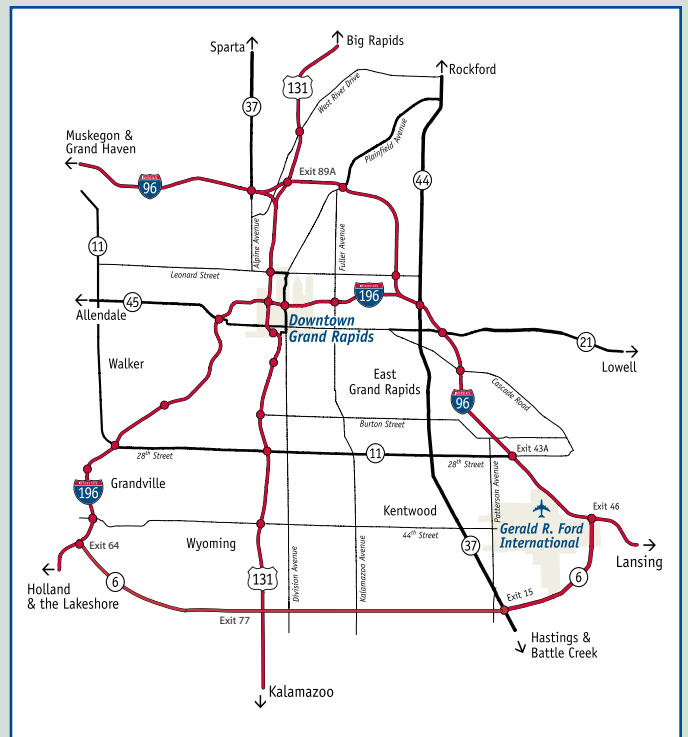 Sparta
Big Rapids
Rockford
131
West River Drive
37
Plainfield Avenue
Muskegon &
Grand Haven
Exit 89A
96
44
Alpine Avenue
Fuller Avenue
11
Leonard Street
196
45
Allendale
Downtown
Grand Rapids
21
Walker
Lowell
East
Grand Rapids
Cascade Road
96
Burton Street
28th Street
11
28th Street
Exit 43A
196
Grandville
Patterson Avenue
Kentwood
Exit 46
Gerald R. Ford
International
44th Street
Wyoming
37
Exit 64
Lansing
Division Avenue
Kalamazoo Avenue
Holland
& the Lakeshore
6
131
6
Exit 15
Exit 77
Hastings &
Battle Creek
Kalamazoo